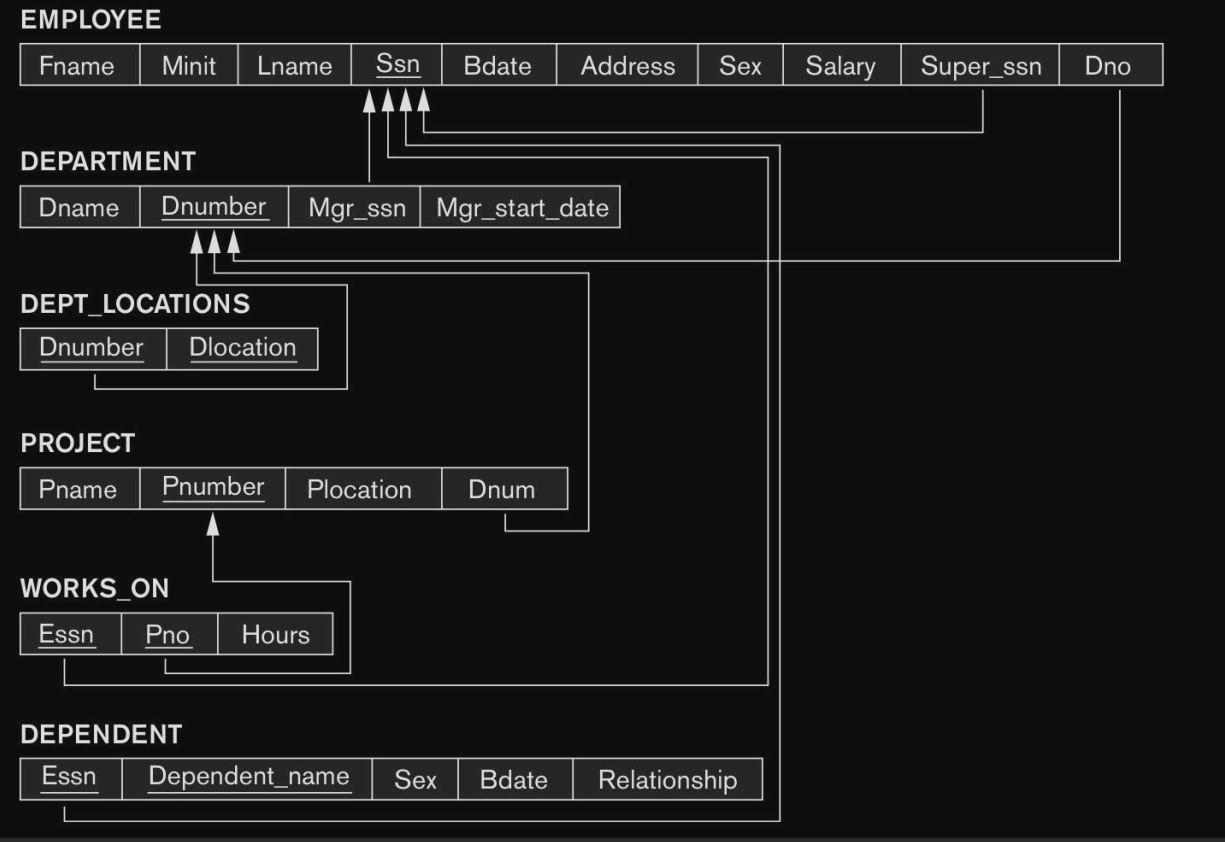 EMPLOYEE
Fname Minit Lname Ssn Bdate Address Sex Salary Super_ssn Dno
DEPARTMENT
Dname Dnumber Mgr_ssn Mgr_start_date
DEPT_LOCATIONS
Dnumber Dlocation
PROJECT
Pname Pnumber Plocation Dnum
WORKS_ON
Essn Pno Hours
DEPENDENT
Essn Dependent_name Sex Bdate Relationship